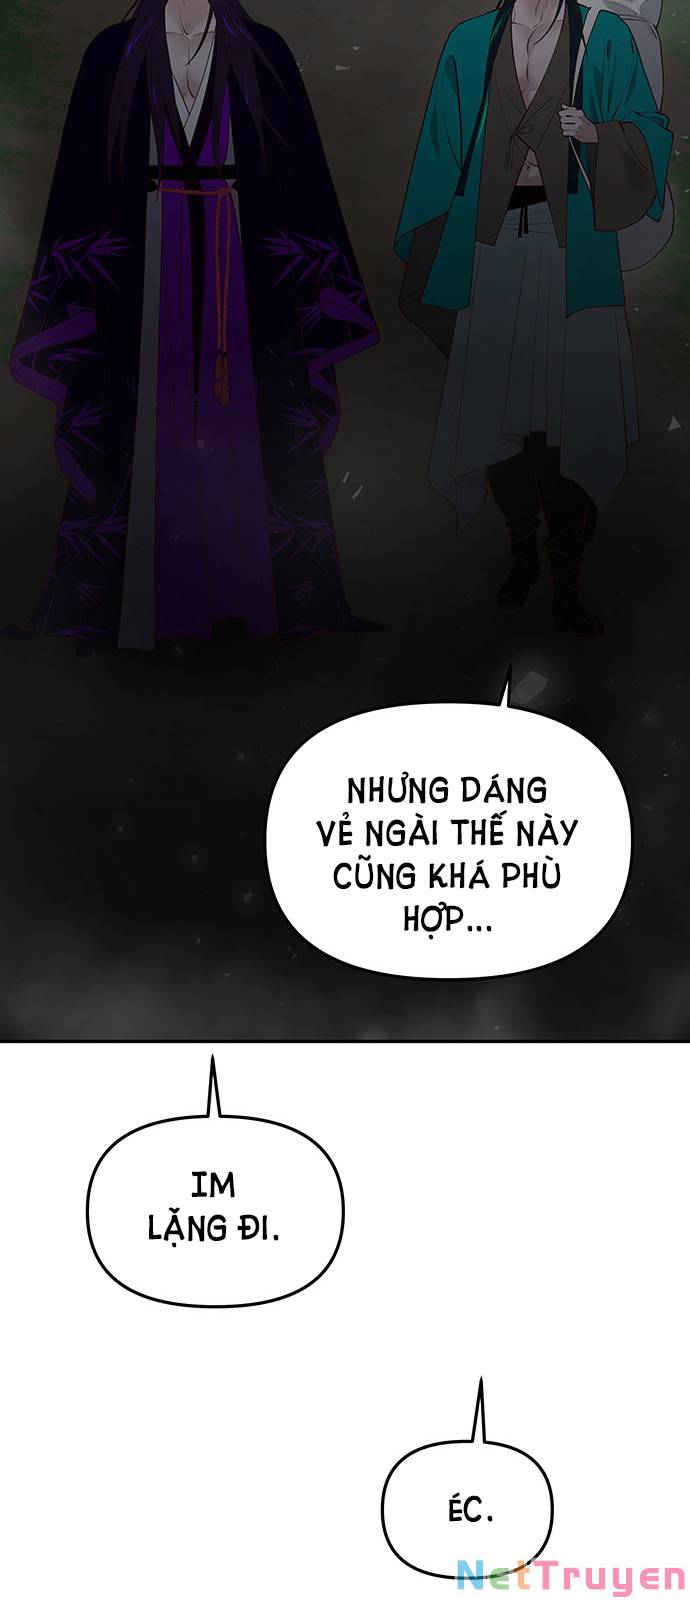 NHƯNG DÁNG
VẺ NGÀI THẾ NÀY
CŨNG KHÁ PHÙ
HỢP...
IM
LẶNG ĐI.
ÉC.
NetTruyen